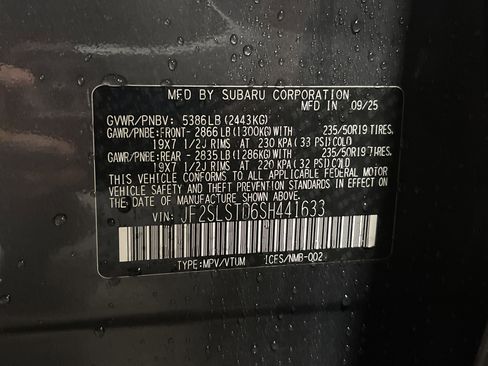 MFD BY SUBARU CORPORATION
MFD IN 09/25
GVWR/PNBV: 5386LB (2443KG)
GAWR/PNBE: FRONT- 2866LB (1300KG) WITH 235/50R19 TIRES,
19X7 1/2J RIMS AT 230 KPA (33 PSI) COLD
GAWR/PNBE: REAR - 2835LB (1286KG) WITH 235/50R19 TIRES,
19X7 1/2J RIMS AT 220 KPA (32 PSI) COLD
THIS VEHICLE CONFORMS TO ALL APPLICABLE FEDERAL MOTOR
VEHICLE SAFETY AND THEFT PREVENTION STANDARDS IN EFFECT ON
THE DATE OF MANUFACTURE SHOWN ABOVE.
VIN: JF2SLSTD6SH441633
TYPE:MPV/VTUM ICES/NMB-002